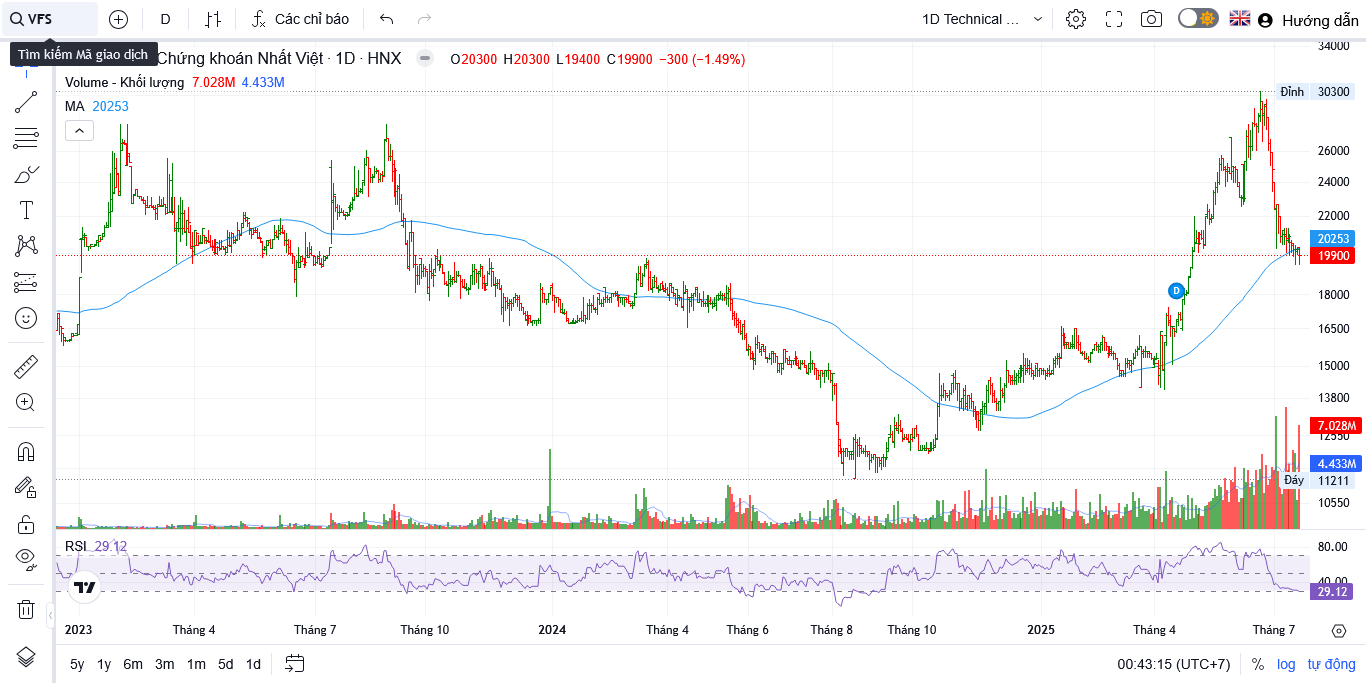 VFS
D
Các chỉ báo
1D Technical ...
Hướng dẫn
Tìm kiếm Mã giao dịch
Chứng khoán Nhất Việt · 1D · HNX
O20300 H20300 L19400 C19900 −300 (−1.49%)
Volume - Khối lượng 7.028M 4.433M
MA 20253
34000
Đỉnh 30300
26000
24000
22000
20253
19900
D
18000
16500
15000
13800
7.028M
12550
4.433M
Đáy 11211
10550
RSI 29.12
80.00
40.00
29.12
2023 Tháng 4 Tháng 7 Tháng 10 2024 Tháng 4 Tháng 6 Tháng 8 Tháng 10 2025 Tháng 4 Tháng 7
5y 1y 6m 3m 1m 5d 1d
00:43:15 (UTC+7) % log tự động